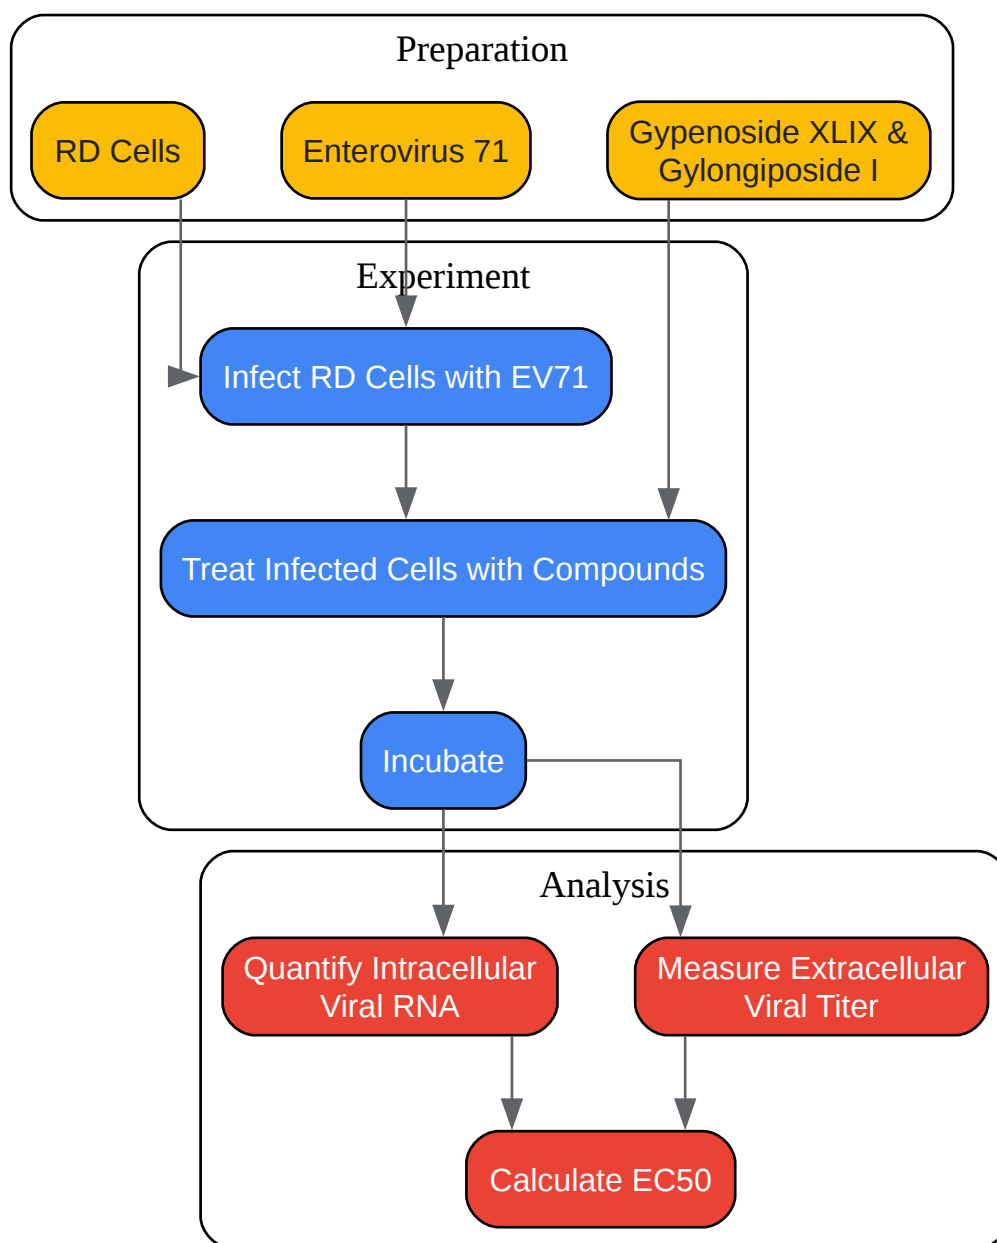 Preparation
RD Cells
Enterovirus 71
Gypenoside XLIX &
Gylongiposide I
Experiment
Infect RD Cells with EV71
Treat Infected Cells with Compounds
Incubate
Analysis
Quantify Intracellular
Viral RNA
Measure Extracellular
Viral Titer
Calculate EC50